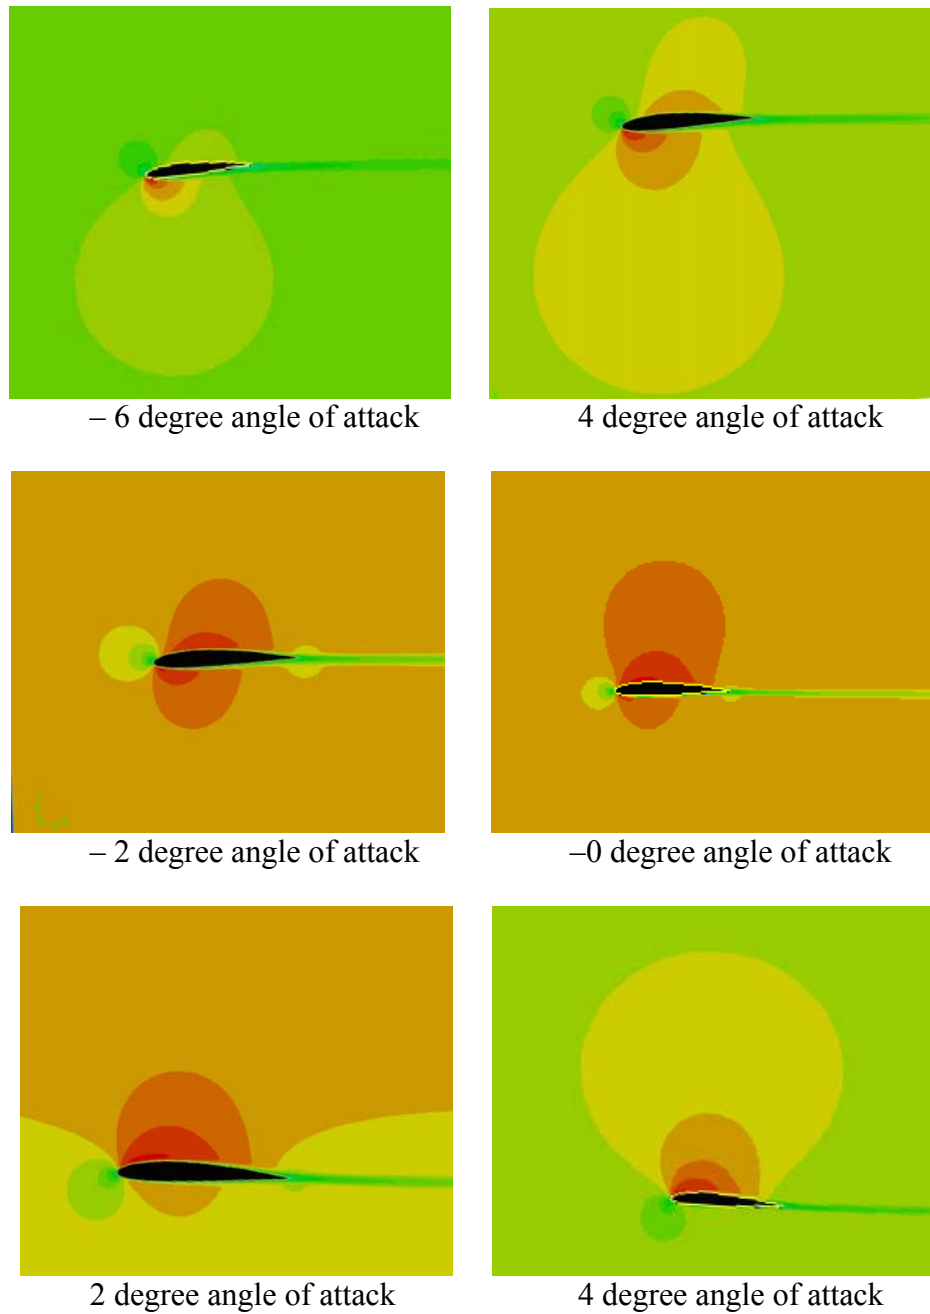 – 6 degree angle of attack
4 degree angle of attack
– 2 degree angle of attack
–0 degree angle of attack
2 degree angle of attack
4 degree angle of attack